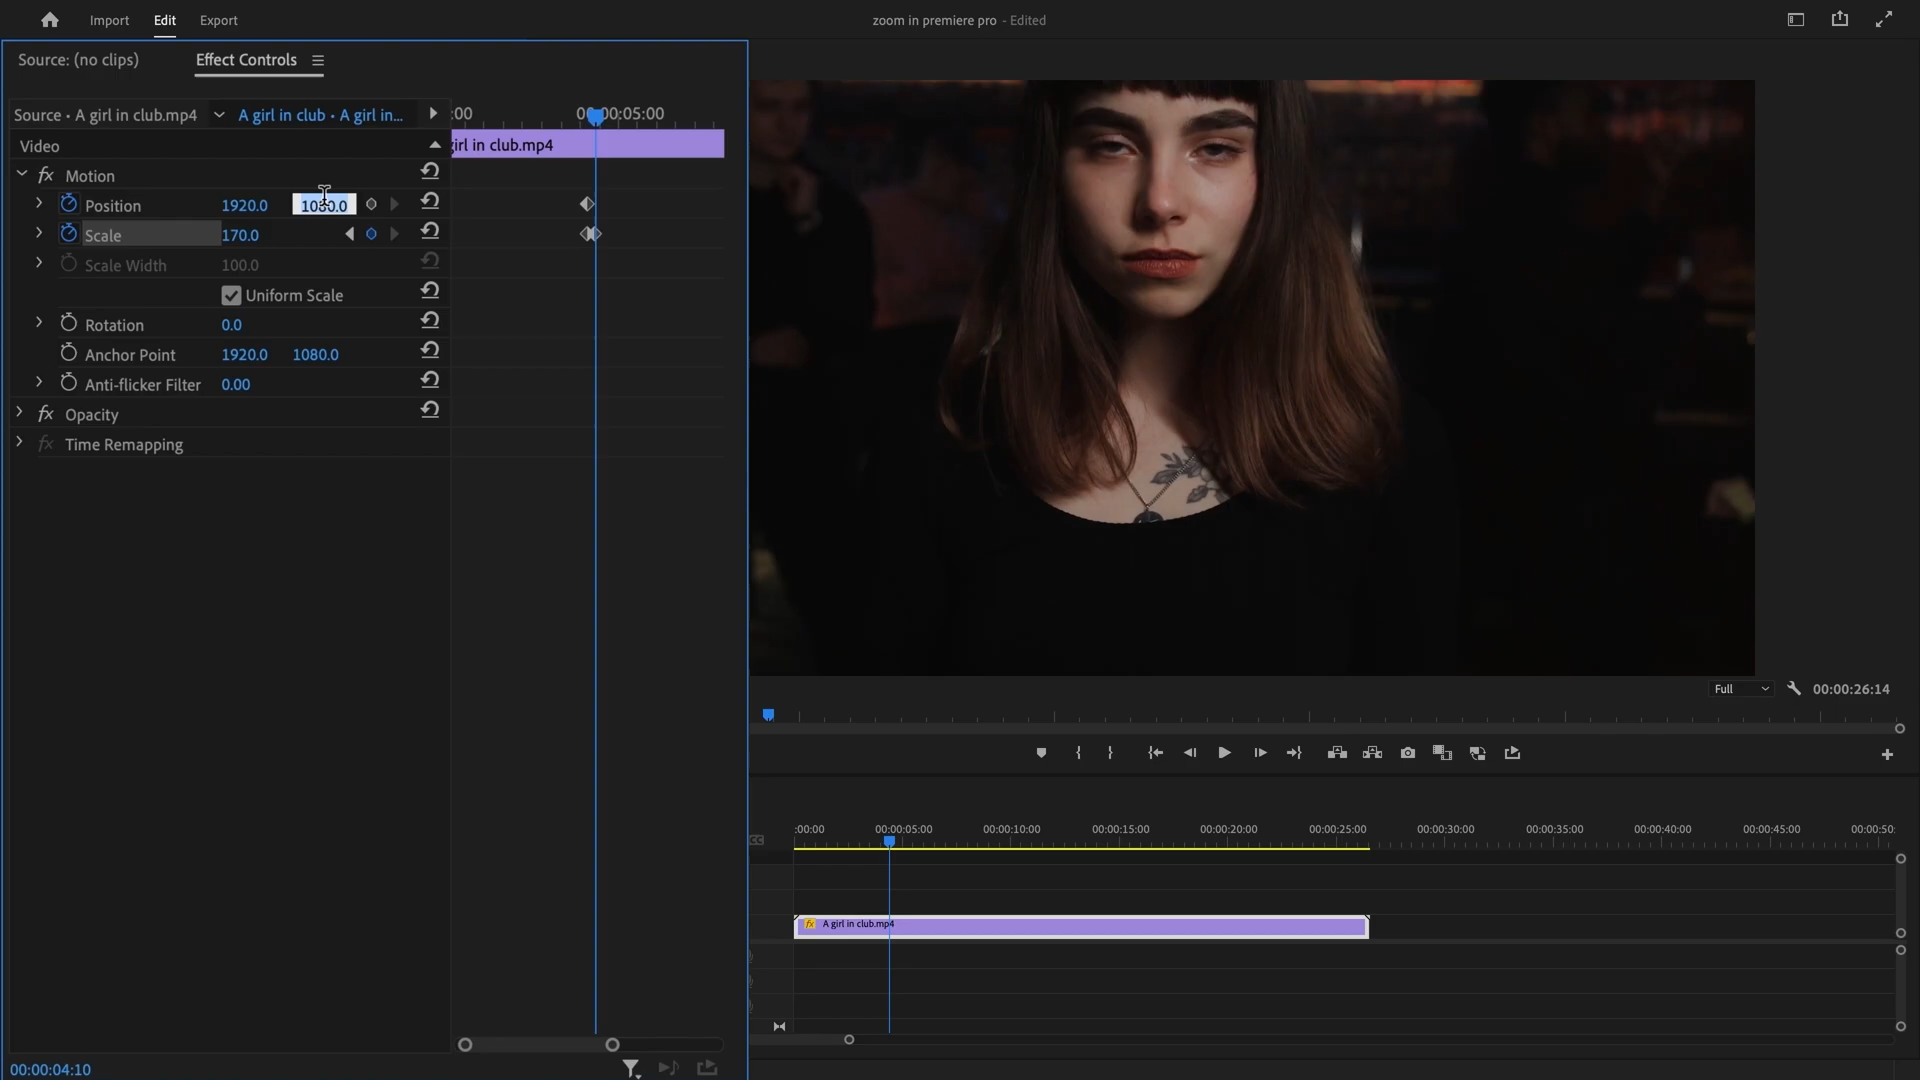 Import Edit Export zoom in premiere pro - Edited
Source: (no clips) Effect Controls
Source • A girl in club.mp4 A girl in club • A girl in... :00 00:00:05:00
Video girl in club.mp4
fx Motion
Position 1920.0 1080.0
Scale 170.0
Scale Width 100.0
Uniform Scale
Rotation 0.0
Anchor Point 1920.0 1080.0
Anti-flicker Filter 0.00
fx Opacity
fx Time Remapping
Full 00:00:26:14
:00:00 00:00:05:00 00:00:10:00 00:00:15:00 00:00:20:00 00:00:25:00 00:00:30:00 00:00:35:00 00:00:40:00 00:00:45:00 00:00:50:
CC
fx A girl in club.mp4
00:00:04:10